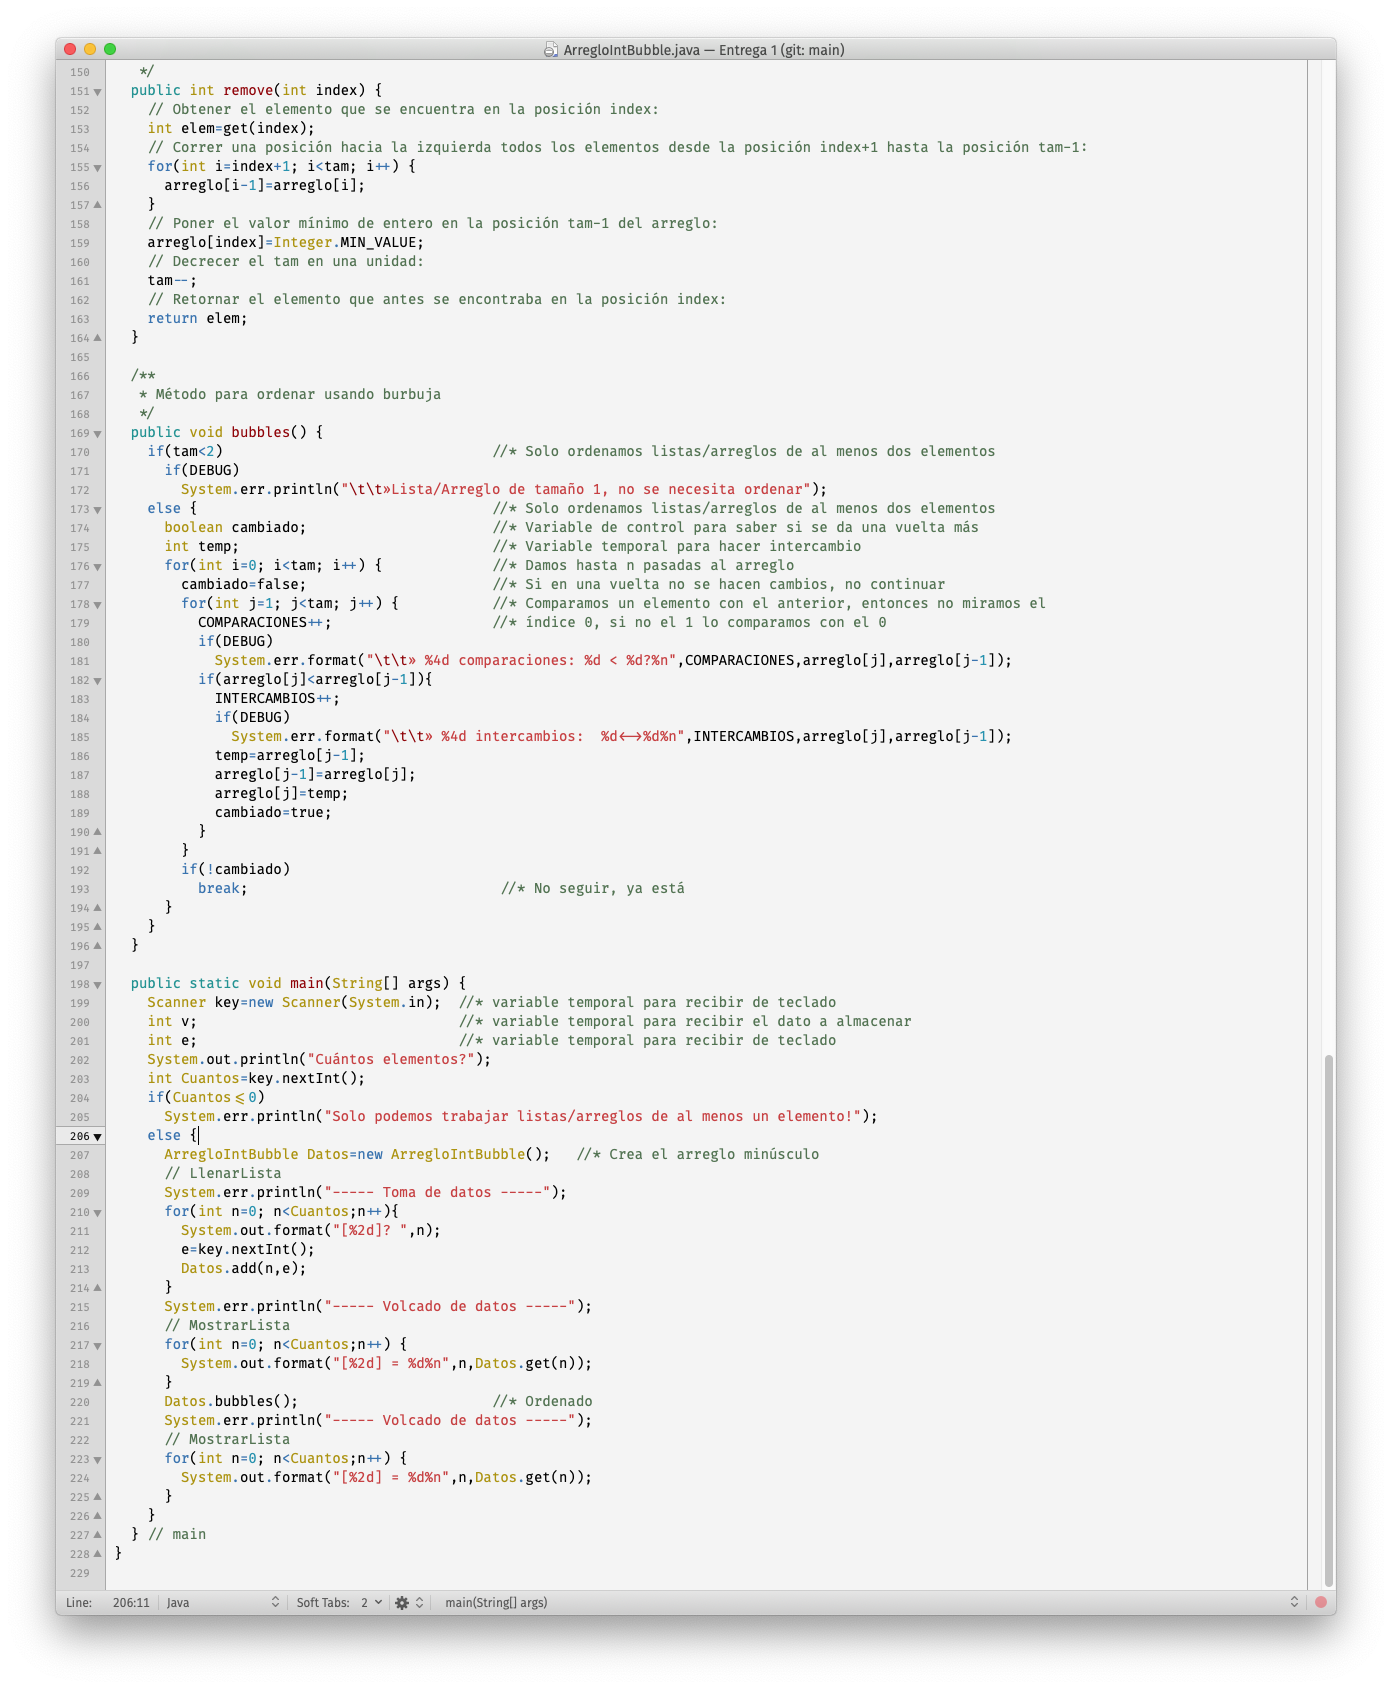 ArregloIntBubble.java — Entrega 1 (git: main)
150    */
151   public int remove(int index) {
152     // Obtener el elemento que se encuentra en la posición index:
153     int elem=get(index);
154     // Correr una posición hacia la izquierda todos los elementos desde la posición index+1 hasta la posición tam-1:
155     for(int i=index+1; i<tam; i++) {
156       arreglo[i-1]=arreglo[i];
157     }
158     // Poner el valor mínimo de entero en la posición tam-1 del arreglo:
159     arreglo[index]=Integer.MIN_VALUE;
160     // Decrecer el tam en una unidad:
161     tam--;
162     // Retornar el elemento que antes se encontraba en la posición index:
163     return elem;
164   }
165
166   /**
167    * Método para ordenar usando burbuja
168    */
169   public void bubbles() {
170     if(tam<2)                                //* Solo ordenamos listas/arreglos de al menos dos elementos
171       if(DEBUG)
172         System.err.println("\t\t»Lista/Arreglo de tamaño 1, no se necesita ordenar");
173     else {                                   //* Solo ordenamos listas/arreglos de al menos dos elementos
174       boolean cambiado;                      //* Variable de control para saber si se da una vuelta más
175       int temp;                              //* Variable temporal para hacer intercambio
176       for(int i=0; i<tam; i++) {             //* Damos hasta n pasadas al arreglo
177         cambiado=false;                      //* Si en una vuelta no se hacen cambios, no continuar
178         for(int j=1; j<tam; j++) {           //* Comparamos un elemento con el anterior, entonces no miramos el
179           COMPARACIONES++;                   //* índice 0, si no el 1 lo comparamos con el 0
180           if(DEBUG)
181             System.err.format("\t\t» %4d comparaciones: %d < %d?%n",COMPARACIONES,arreglo[j],arreglo[j-1]);
182           if(arreglo[j]<arreglo[j-1]){
183             INTERCAMBIOS++;
184             if(DEBUG)
185               System.err.format("\t\t» %4d intercambios:  %d<->%d%n",INTERCAMBIOS,arreglo[j],arreglo[j-1]);
186             temp=arreglo[j-1];
187             arreglo[j-1]=arreglo[j];
188             arreglo[j]=temp;
189             cambiado=true;
190           }
191         }
192         if(!cambiado)
193           break;                              //* No seguir, ya está
194       }
195     }
196   }
197
198   public static void main(String[] args) {
199     Scanner key=new Scanner(System.in);  //* variable temporal para recibir de teclado
200     int v;                               //* variable temporal para recibir el dato a almacenar
201     int e;                               //* variable temporal para recibir de teclado
202     System.out.println("Cuántos elementos?");
203     int Cuantos=key.nextInt();
204     if(Cuantos<=0)
205       System.err.println("Solo podemos trabajar listas/arreglos de al menos un elemento!");
206     else {
207       ArregloIntBubble Datos=new ArregloIntBubble();   //* Crea el arreglo minúsculo
208       // LlenarLista
209       System.err.println("----- Toma de datos -----");
210       for(int n=0; n<Cuantos;n++){
211         System.out.format("[%2d]? ",n);
212         e=key.nextInt();
213         Datos.add(n,e);
214       }
215       System.err.println("----- Volcado de datos -----");
216       // MostrarLista
217       for(int n=0; n<Cuantos;n++) {
218         System.out.format("[%2d] = %d%n",n,Datos.get(n));
219       }
220       Datos.bubbles();                       //* Ordenado
221       System.err.println("----- Volcado de datos -----");
222       // MostrarLista
223       for(int n=0; n<Cuantos;n++) {
224         System.out.format("[%2d] = %d%n",n,Datos.get(n));
225       }
226     }
227   } // main
228 }
229
Line: 206:11 Java Soft Tabs: 2 main(String[] args)